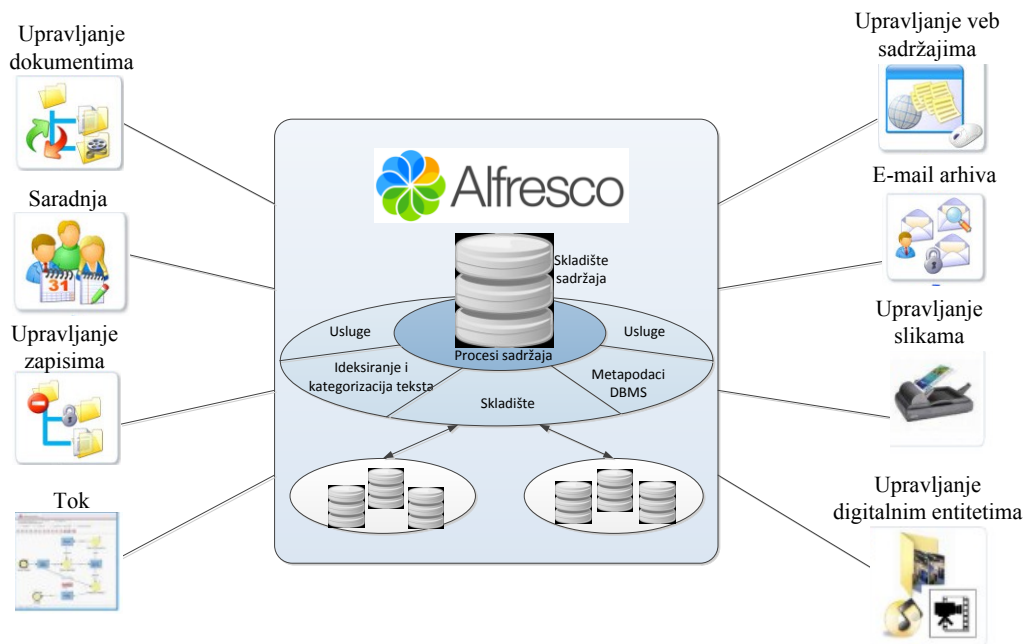 Upravljanje
dokumentima
Saradnja
Upravljanje
zapisima
Tok
Alfresco
Skladište
sadržaja
Usluge
Usluge
Procesi sadržaja
Ideksiranje i
kategorizacija teksta
Metapodaci
DBMS
Skladište
Upravljanje veb
sadržajima
E-mail arhiva
Upravljanje
slikama
Upravljanje
digitalnim entitetima
31